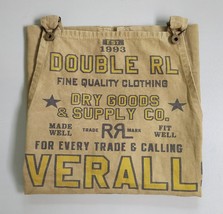 EST
1993
DOUBLE RL
FINE QUALITY CLOTHING
DRY GOODS
& SUPPLY CO.
MADE WELL
TRADE RRL MARK
FIT WELL
FOR EVERY TRADE & CALLING
VERALL